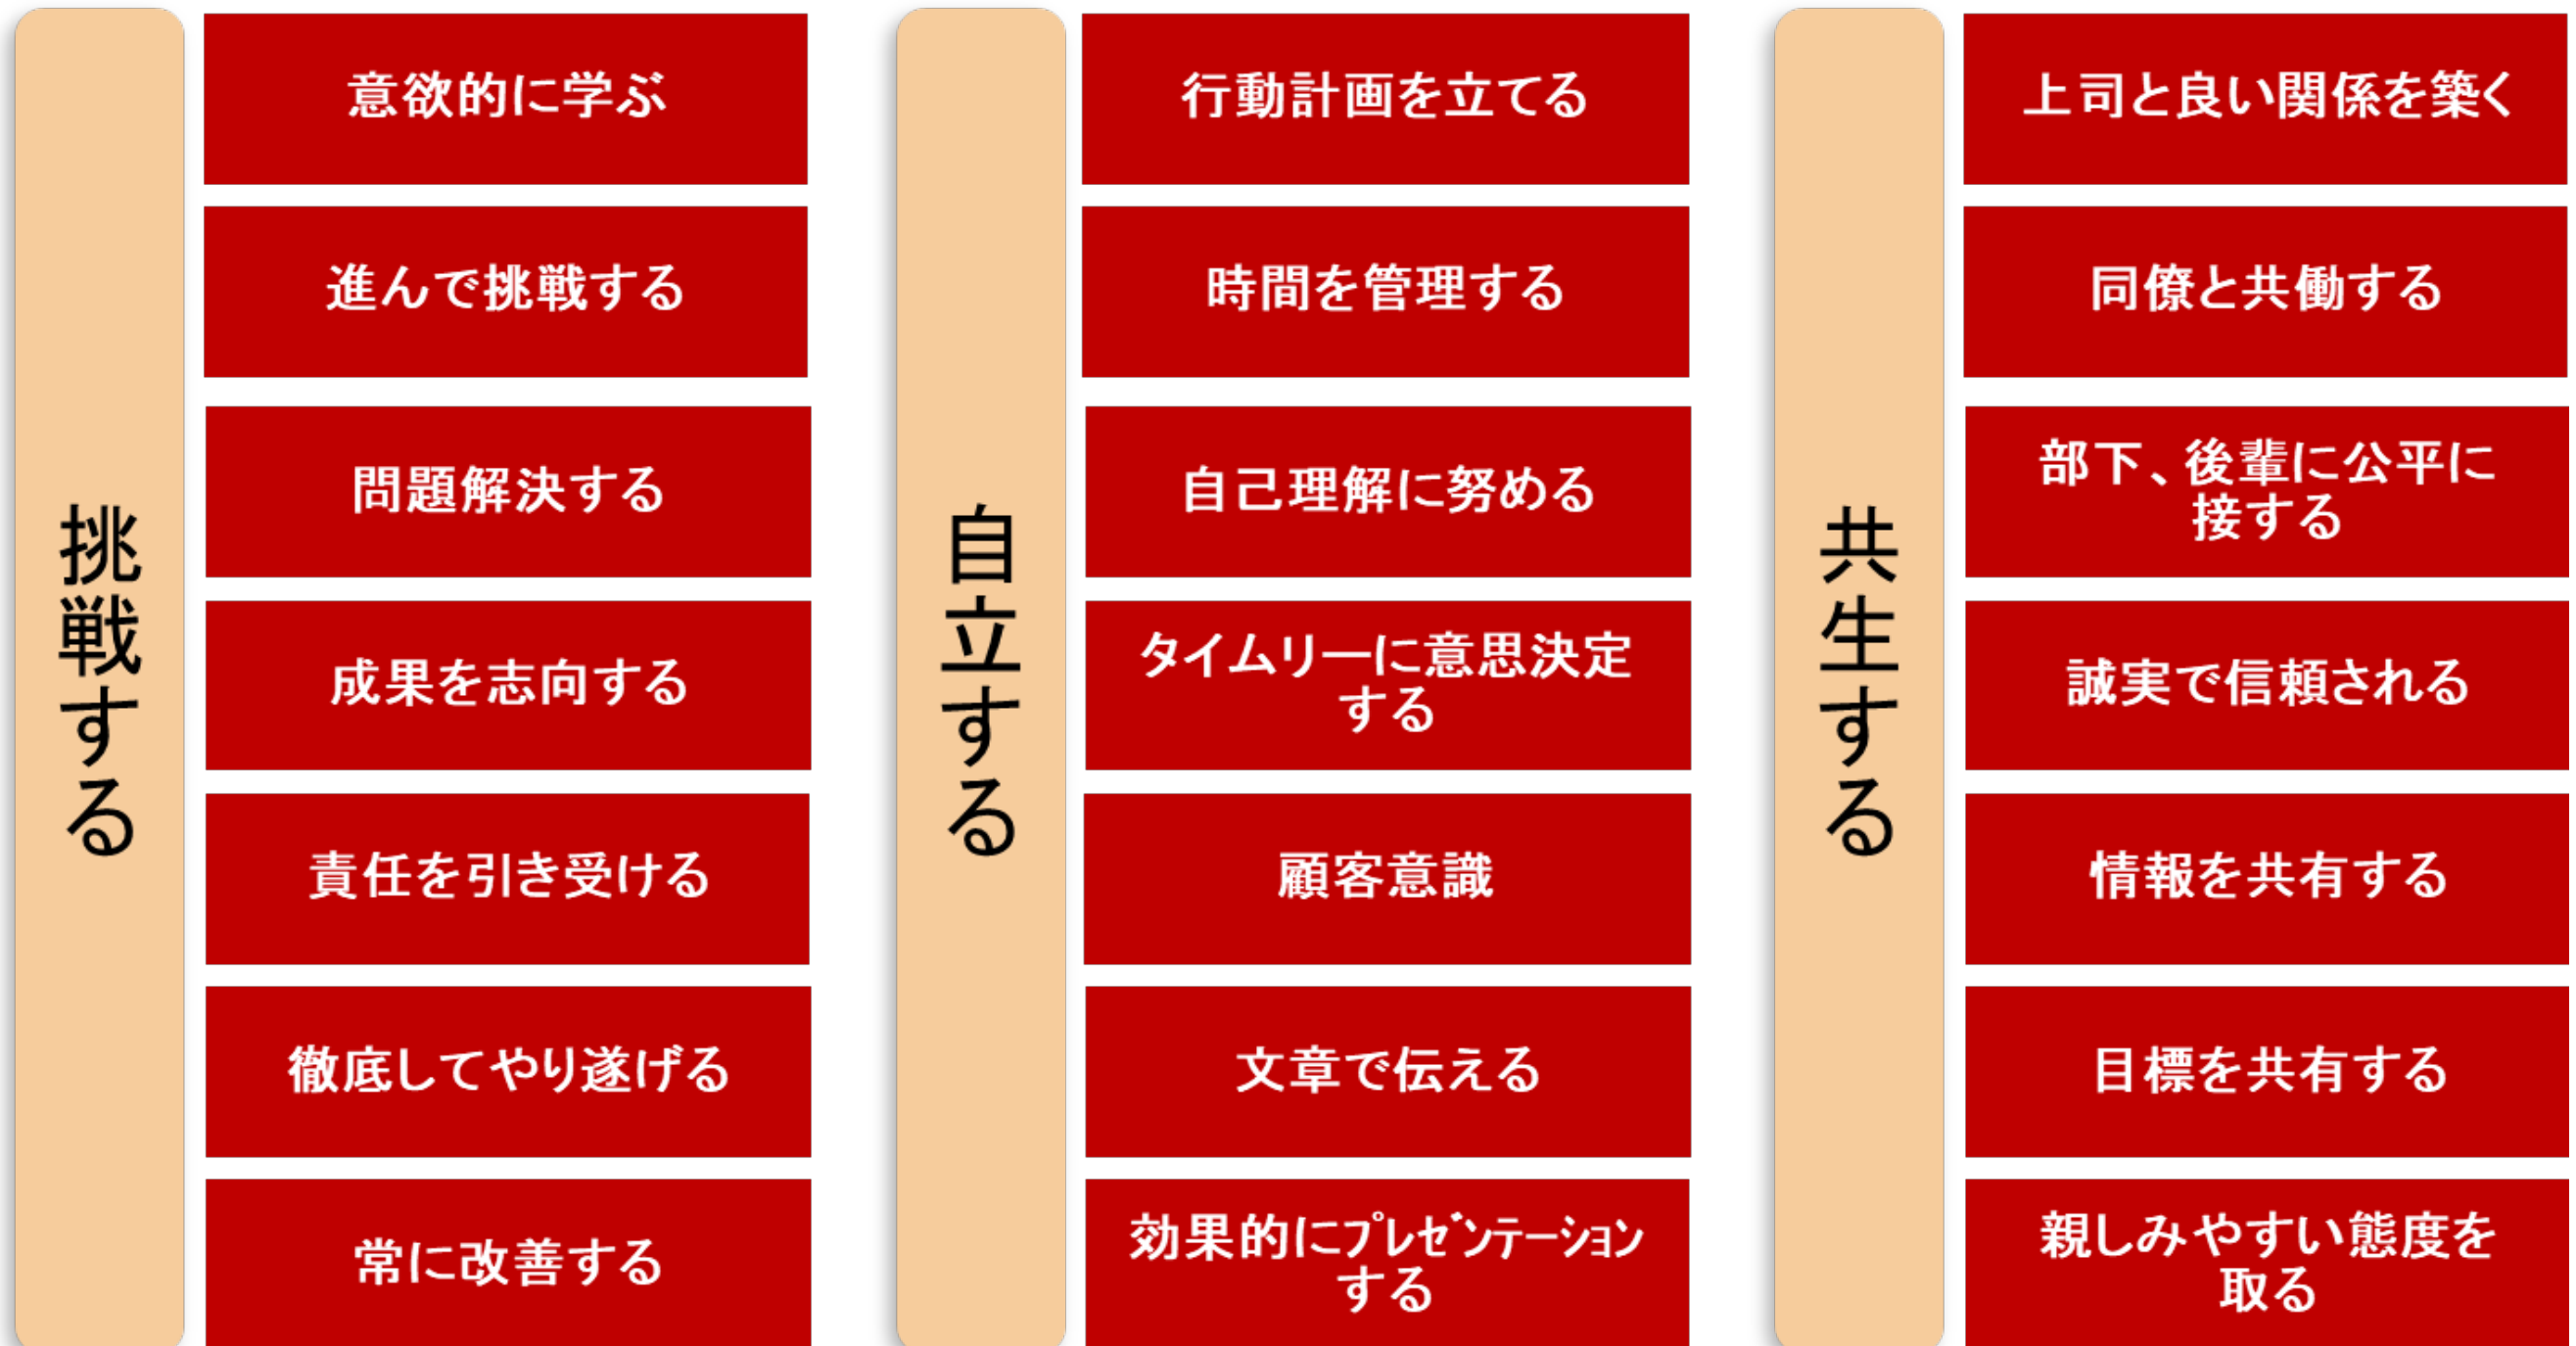 挑戦する
意欲的に学ぶ
進んで挑戦する
問題解決する
成果を志向する
責任を引き受ける
徹底してやり遂げる
常に改善する
自立する
行動計画を立てる
時間を管理する
自己理解に努める
タイムリーに意思決定
する
顧客意識
文章で伝える
効果的にﾌﾟﾚｾﾞﾝﾃｰｼｮﾝ
する
共生する
上司と良い関係を築く
同僚と共働する
部下、後輩に公平に
接する
誠実で信頼される
情報を共有する
目標を共有する
親しみやすい態度を
取る